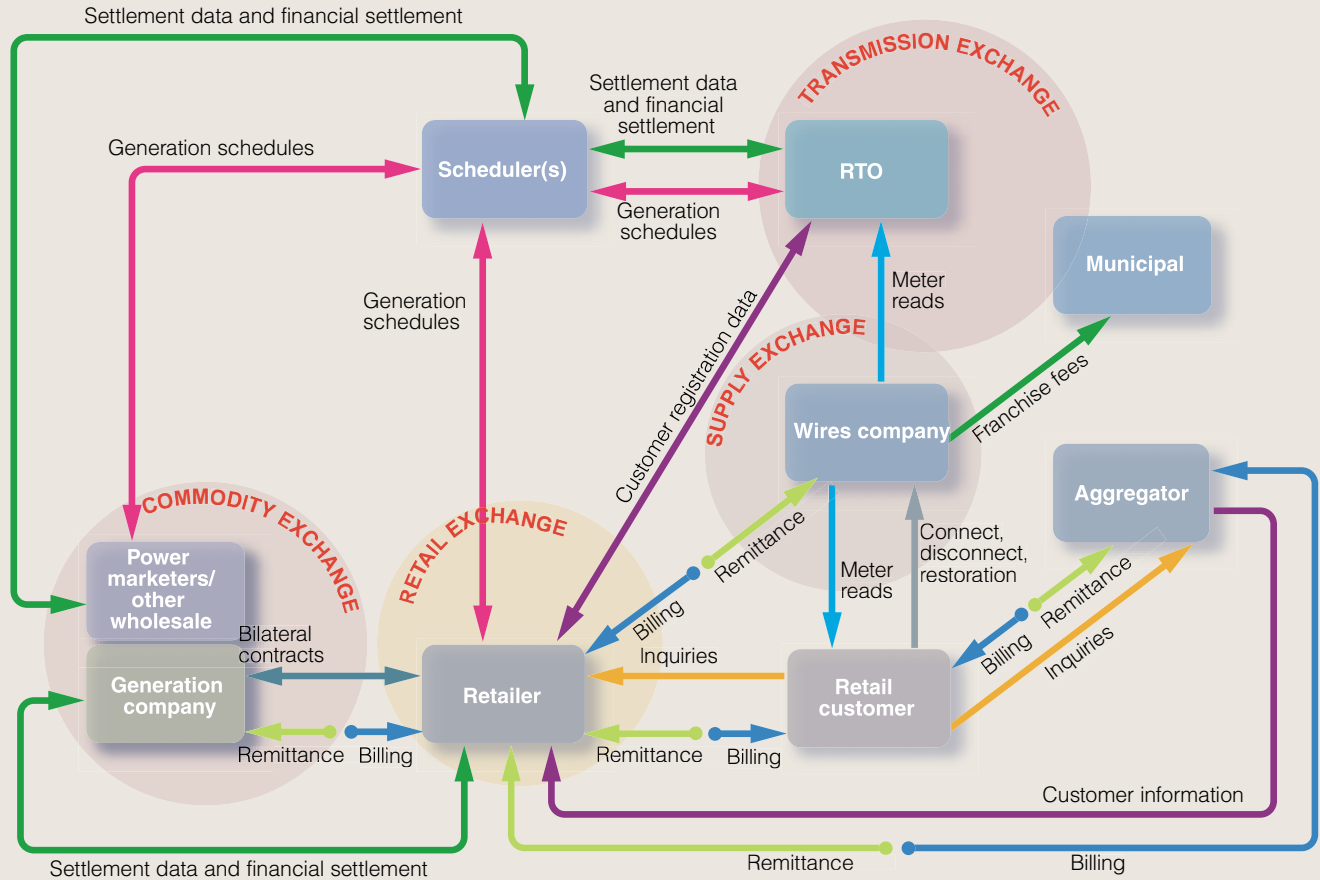 Settlement data and financial settlement
TRANSMISSION EXCHANGE
Settlement data
and financial
settlement
Generation schedules
Scheduler(s)
RTO
Generation
schedules
Municipal
Generation
schedules
Meter
reads
Customer registration data
SUPPLY EXCHANGE
Franchise fees
Wires company
Aggregator
COMMODITY EXCHANGE
RETAIL EXCHANGE
Power
marketers/
other
wholesale
Remittance
Billing
Meter
reads
Connect,
disconnect,
restoration
Remittance
Billing
Inquiries
Bilateral
contracts
Inquiries
Generation
company
Retailer
Retail
customer
Remittance
Billing
Remittance
Billing
Customer information
Settlement data and financial settlement
Remittance
Billing